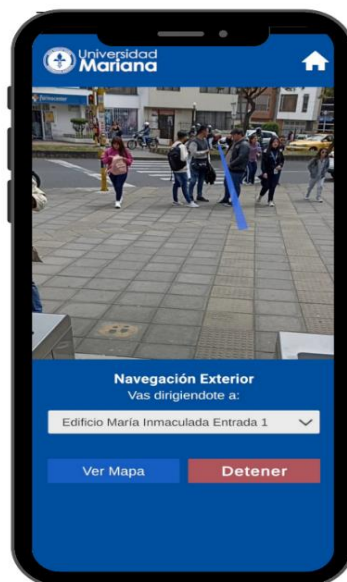 Universidad
Mariana
Navegación Exterior
Vas dirigiendote a:
Edificio María Inmaculada Entrada 1
Ver Mapa
Detener